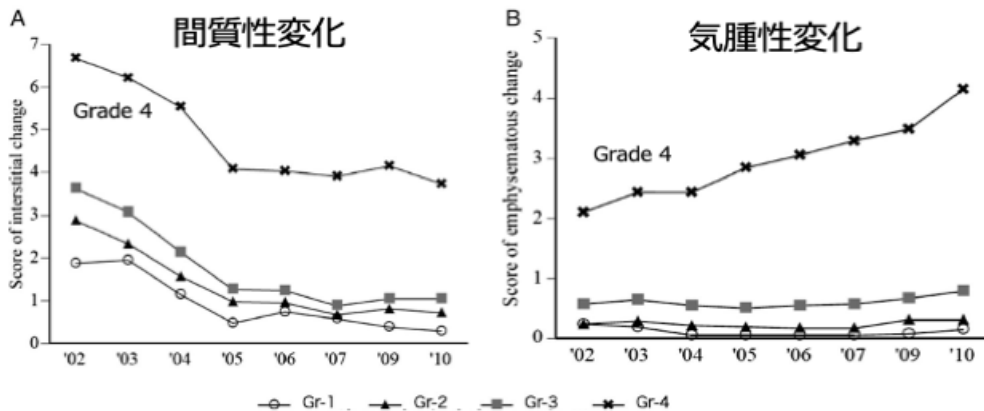 A
間質性変化
Score of interstitial change
7
6
5
4
3
2
1
0
Grade 4
'02 '03 '04 '05 '06 '07 '09 '10
B
気腫性変化
Score of emphysematous change
5
4
3
2
1
0
Grade 4
'02 '03 '04 '05 '06 '07 '09 '10
Gr-1 Gr-2 Gr-3 Gr-4